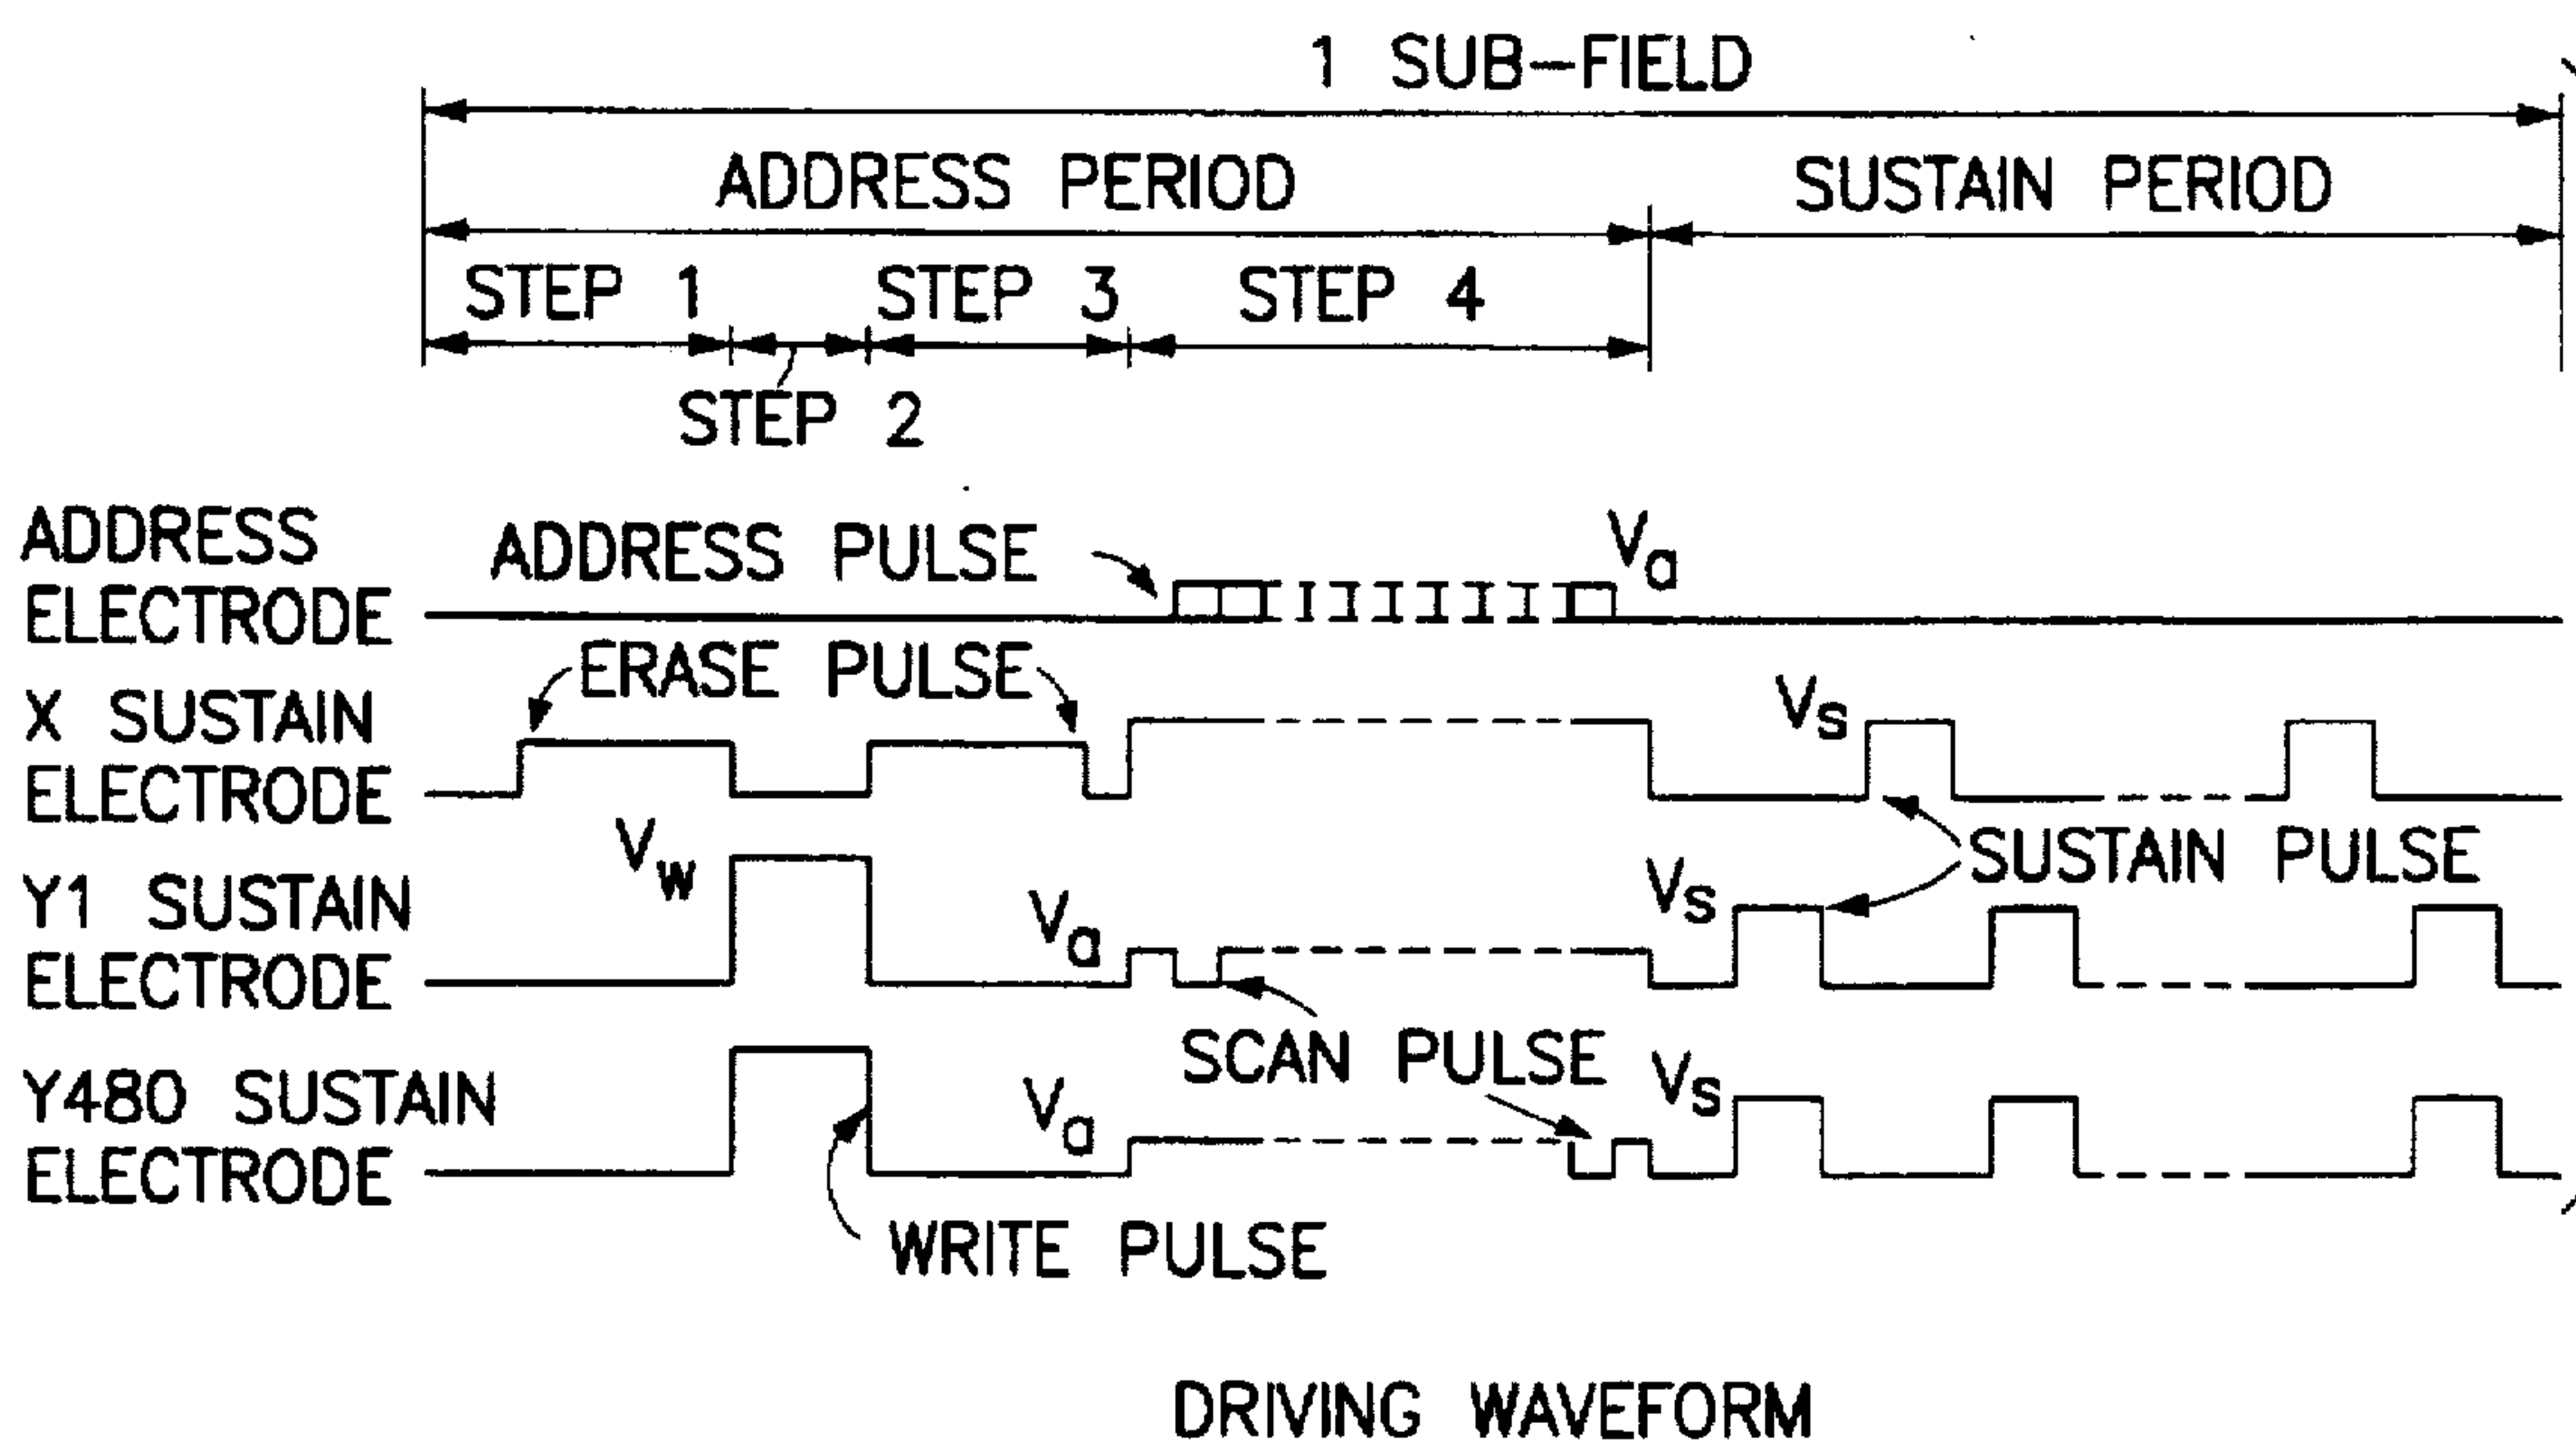 1 SUB-FIELD
ADDRESS PERIOD
SUSTAIN PERIOD
STEP 1
STEP 3
STEP 4
STEP 2
ADDRESS
ELECTRODE
ADDRESS PULSE
Va
ERASE PULSE
X SUSTAIN
ELECTRODE
Vs
SUSTAIN PULSE
Vw
Y1 SUSTAIN
ELECTRODE
Va
Vs
SCAN PULSE
Y480 SUSTAIN
ELECTRODE
Va
Vs
WRITE PULSE
DRIVING WAVEFORM